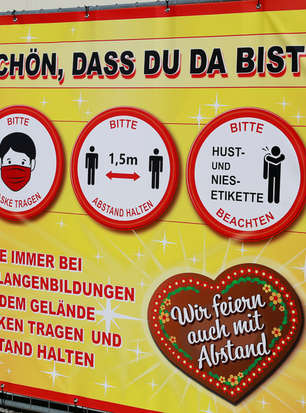 CHÖN, DASS DU DA BIST
BITTE
SKE TRAGEN
BITTE
1,5m
ABSTAND HALTEN
BITTE
HUST-
UND
NIES-
ETIKETTE
BEACHTEN
E IMMER BEI
LANGENBILDUNGEN
DEM GELÄNDE
KEN TRAGEN UND
TAND HALTEN
Wir feiern
auch mit
Abstand